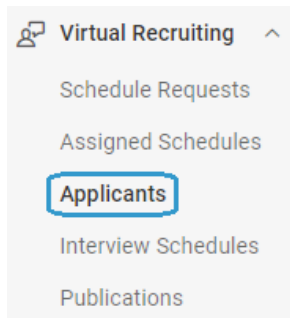 Virtual Recruiting
Schedule Requests
Assigned Schedules
Applicants
Interview Schedules
Publications